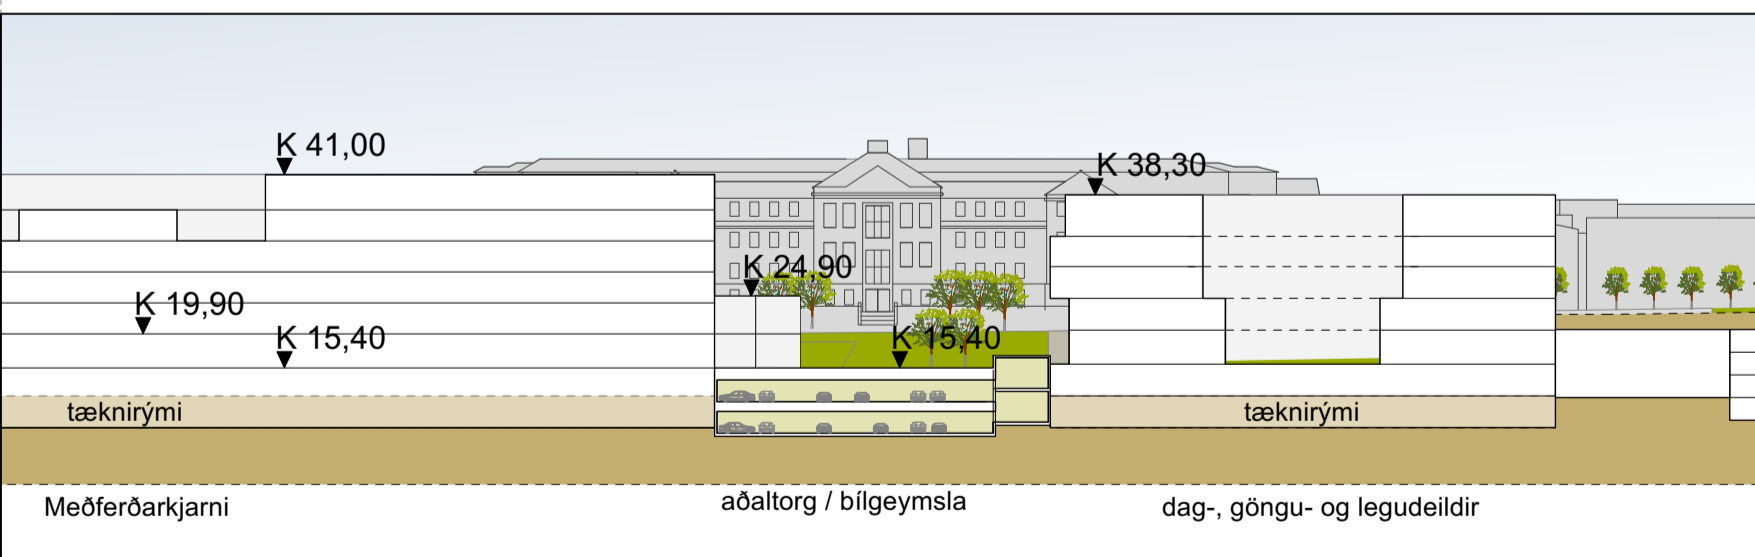 K 41,00
K 38,30
K 24,90
K 19,90
K 15,40
K 15,40
tæknirými
tæknirými
Meðferðarkjarni
aðaltorg / bílgeymsla
dag-, göngu- og legudeildir